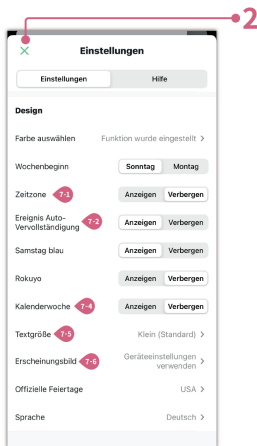 2
Einstellungen
Einstellungen Hilfe
Design
Farbe auswählen Funktion wurde eingestellt >
Wochenbeginn Sonntag Montag
Zeitzone 7-1 Anzeigen Verbergen
Ereignis Auto-
Vervollständigung 7-2 Anzeigen Verbergen
Samstag blau Anzeigen Verbergen
Rokuyo Anzeigen Verbergen
Kalenderwoche 7-4 Anzeigen Verbergen
Textgröße 7-5 Klein (Standard) >
Erscheinungsbild 7-6 Geräteeinstellungen
verwenden >
Offizielle Feiertage USA >
Sprache Deutsch >